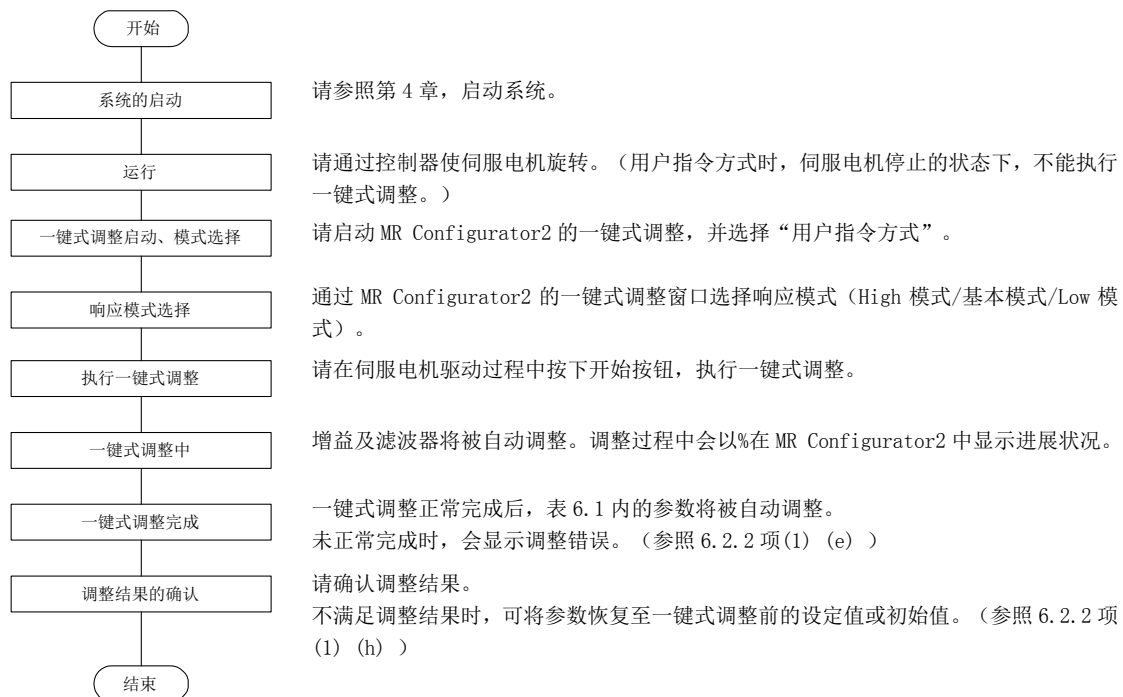 开始
系统的启动
请参照第 4 章，启动系统。
运行
请通过控制器使伺服电机旋转。（用户指令方式时，伺服电机停止的状态下，不能执行
一键式调整。）
一键式调整启动、模式选择
请启动 MR Configurator2 的一键式调整，并选择“用户指令方式”。
响应模式选择
通过 MR Configurator2 的一键式调整窗口选择响应模式（High 模式/基本模式/Low 模
式）。
执行一键式调整
请在伺服电机驱动过程中按下开始按钮，执行一键式调整。
一键式调整中
增益及滤波器将被自动调整。调整过程中会以%在 MR Configurator2 中显示进展状况。
一键式调整完成
一键式调整正常完成后，表 6.1 内的参数将被自动调整。
未正常完成时，会显示调整错误。（参照 6.2.2 项(1) (e) ）
调整结果的确认
请确认调整结果。
不满足调整结果时，可将参数恢复至一键式调整前的设定值或初始值。（参照 6.2.2 项
(1) (h) ）
结束